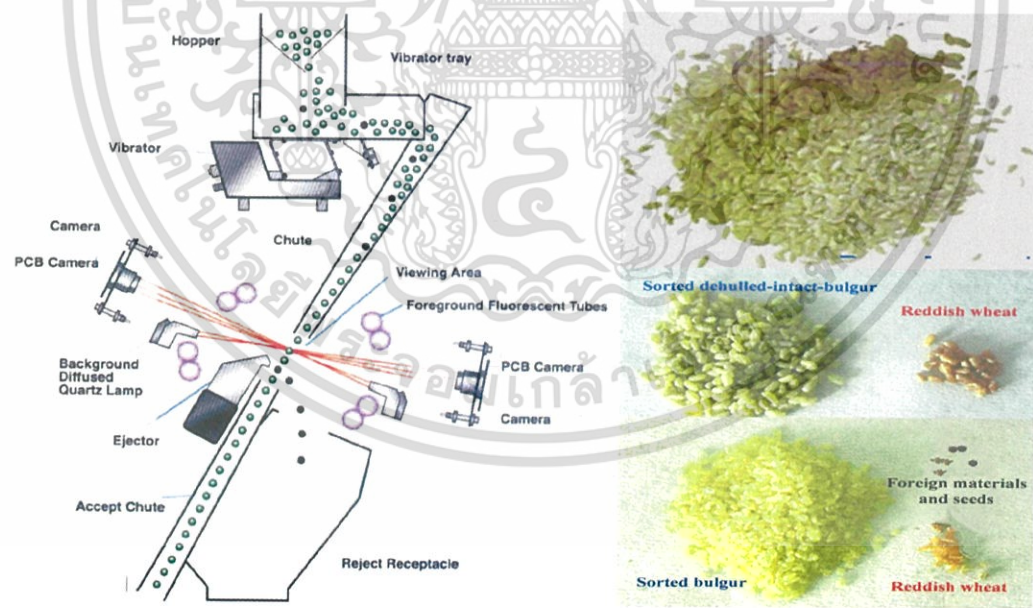 Hopper
Vibrator tray
Vibrator
Chute
Camera
PCB Camera
Viewing Area
Foreground Fluorescent Tubes
Background
Diffused
Quartz Lamp
PCB Camera
Camera
Ejector
Accept Chute
Reject Receptacle
Sorted dehulled-intact-bulgur
Reddish wheat
Foreign materials
and seeds
Sorted bulgur
Reddish wheat